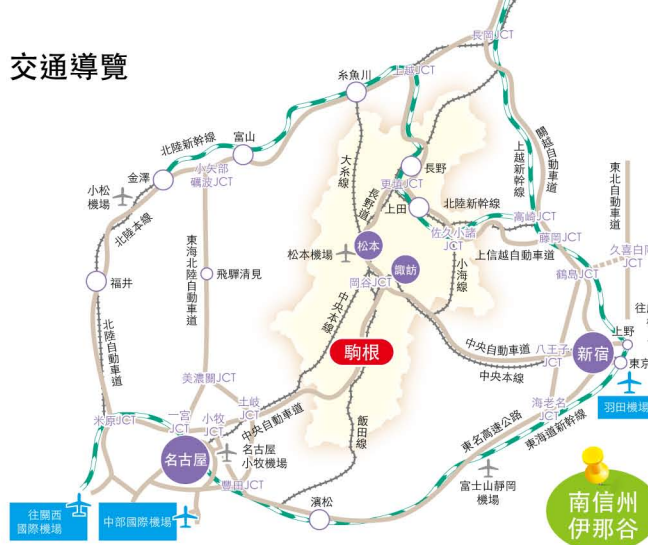 交通導覽
長岡JCT
上越JCT
糸魚川
北陸新幹線
富山
小矢部
礪波JCT
金澤
小松
機場
北陸本線
福井
北陸自動車道
東海北陸自動車道
飛驒清見
美濃關JCT
米原JCT
一宮
JCT
小牧
JCT
土岐
JCT
名古屋
名古屋
小牧機場
豐田JCT
往關西
國際機場
中部國際機場
濱松
大糸線
長野道
長野
更埴JCT
上田
北陸新幹線
佐久小諸
JCT
松本
松本機場
諏訪
岡谷JCT
小海線
上信越自動車道
上越新幹線
關越自動車道
高崎JCT
藤岡JCT
鶴島JCT
東北自動車道
久喜白岡
JCT
中央本線
駒根
中央自動車道
飯田線
中央自動車道
中央本線
八王子
JCT
新宿
上野
東京
羽田機場
海老名
JCT
東名高速公路
東海道新幹線
富士山靜岡
機場
南信州
伊那谷